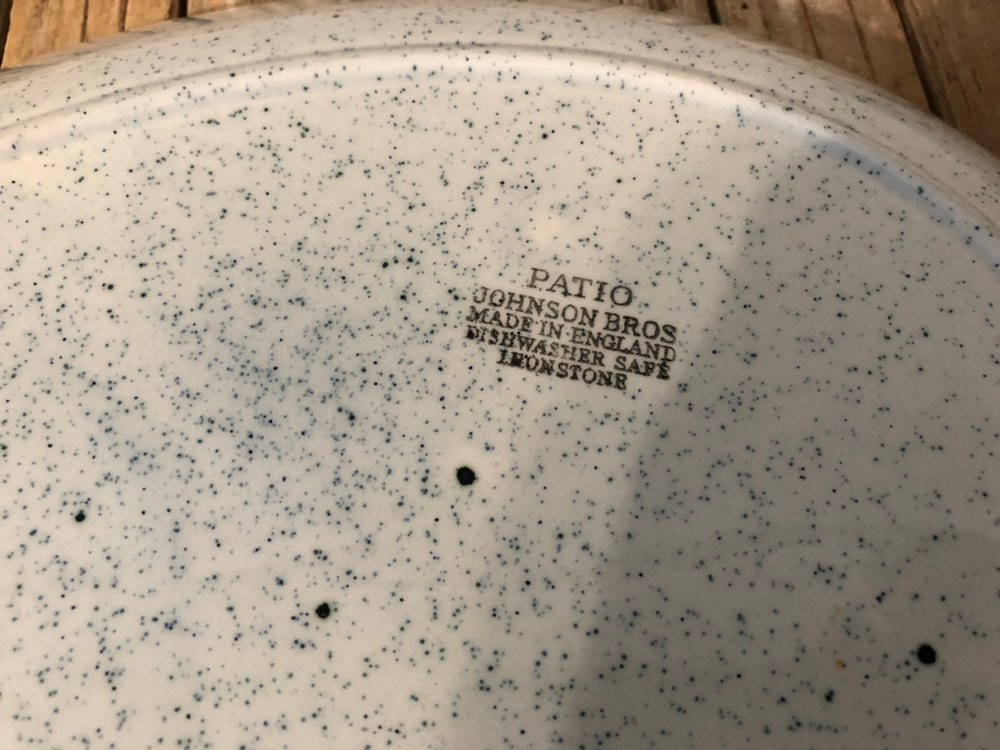 PATIO
JOHNSON BROS
MADE IN ENGLAND
DISHWASHER SAFE
IRONSTONE